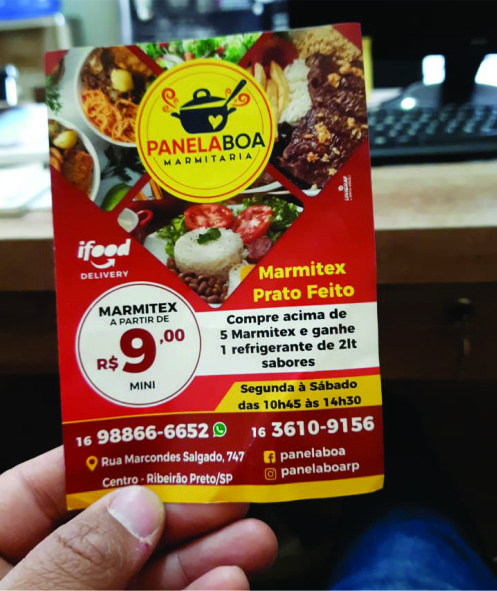 PANELABOA
MARMITARIA
ifood
DELIVERY
Marmitex
Prato Feito
MARMITEX
A PARTIR DE
R$ 9,00
MINI
Compre acima de
5 Marmitex e ganhe
1 refrigerante de 2lt
sabores
Segunda à Sábado
das 10h45 às 14h30
16 98866-6652
16 3610-9156
Rua Marcondes Salgado, 747
Centro - Ribeirão Preto/SP
panelaboa
panelaboarp